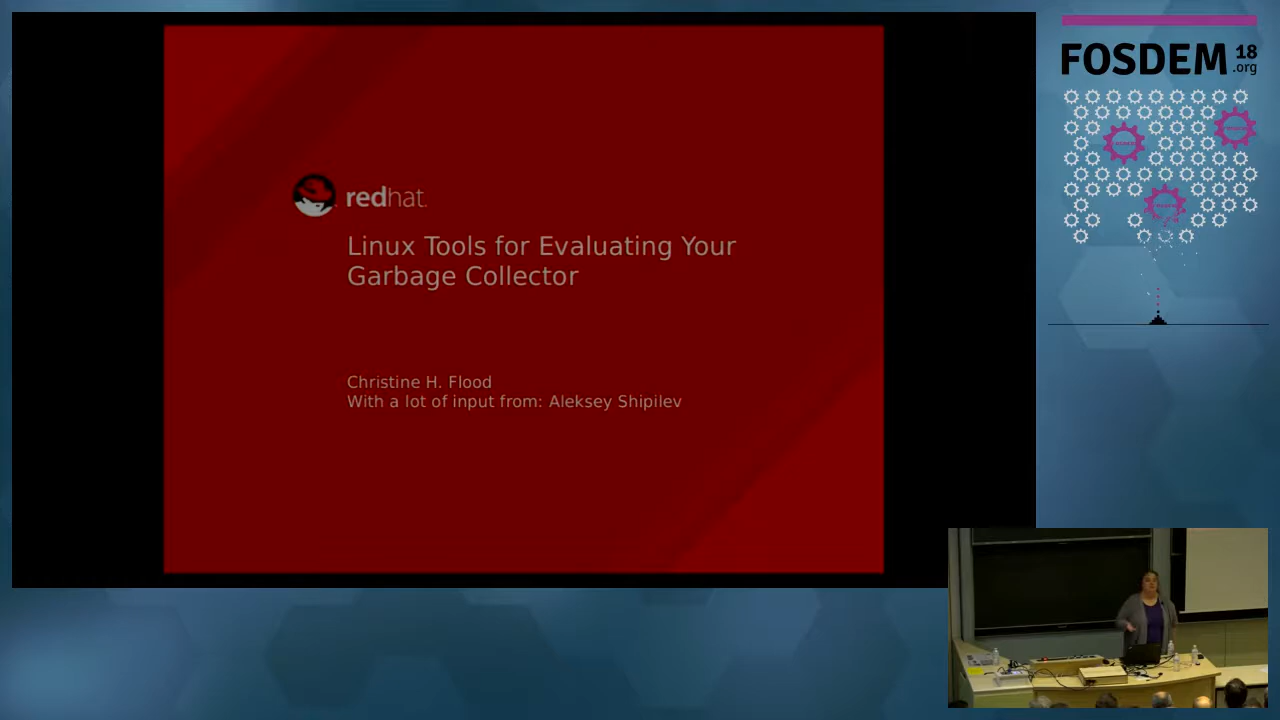 FOSDEM 18
.org
redhat.
Linux Tools for Evaluating Your
Garbage Collector
Christine H. Flood
With a lot of input from: Aleksey Shipilev